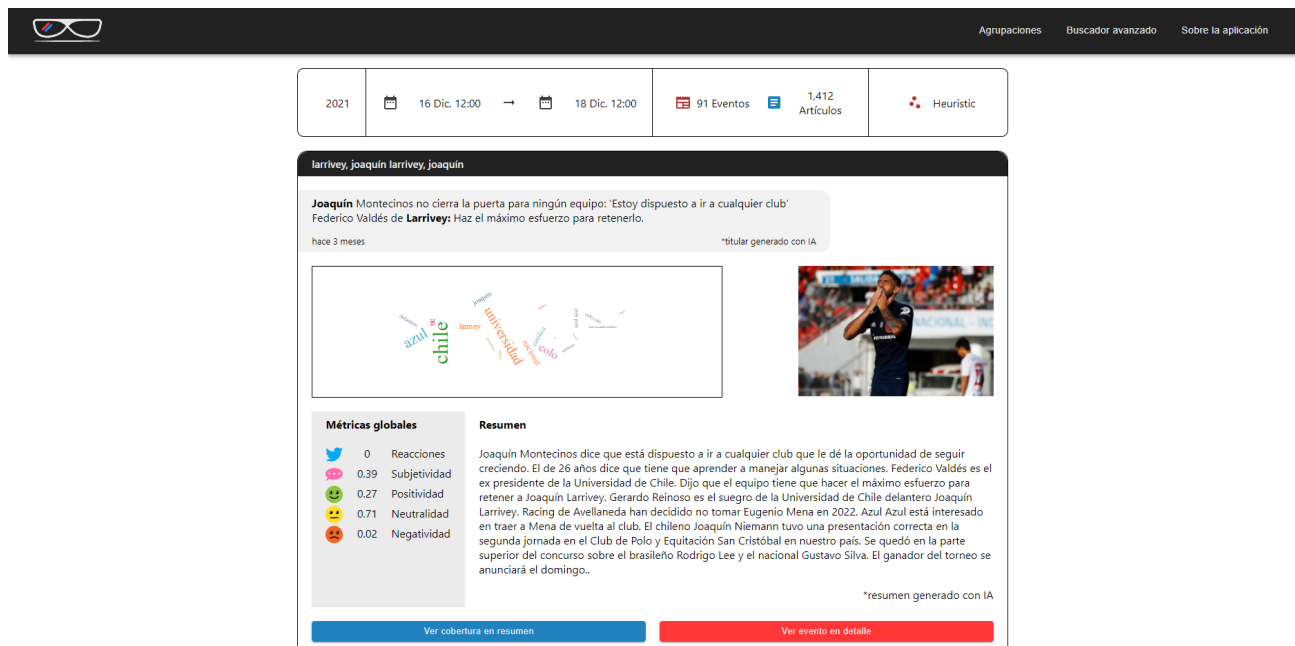 Agrupaciones Buscador avanzado Sobre la aplicación
2021
16 Dic. 12:00 → 18 Dic. 12:00
91 Eventos
1,412
Artículos
Heuristic
larrivey, joaquín larrivey, joaquín
Joaquín Montecinos no cierra la puerta para ningún equipo: 'Estoy dispuesto a ir a cualquier club'
Federico Valdés de Larrivey: Haz el máximo esfuerzo para retenerlo.
hace 3 meses
*titular generado con IA
joaquín
delantero
azul
chile
larrivey
universidad
nacional
católica
colo
azul azul
colo colo
universidad católica
NACIONAL - ING
Métricas globales
0 Reacciones
0.39 Subjetividad
0.27 Positividad
0.71 Neutralidad
0.02 Negatividad
Resumen
Joaquín Montecinos dice que está dispuesto a ir a cualquier club que le dé la oportunidad de seguir
creciendo. El de 26 años dice que tiene que aprender a manejar algunas situaciones. Federico Valdés es el
ex presidente de la Universidad de Chile. Dijo que el equipo tiene que hacer el máximo esfuerzo para
retener a Joaquín Larrivey. Gerardo Reinoso es el suegro de la Universidad de Chile delantero Joaquín
Larrivey. Racing de Avellaneda han decidido no tomar Eugenio Mena en 2022. Azul Azul está interesado
en traer a Mena de vuelta al club. El chileno Joaquín Niemann tuvo una presentación correcta en la
segunda jornada en el Club de Polo y Equitación San Cristóbal en nuestro país. Se quedó en la parte
superior del concurso sobre el brasileño Rodrigo Lee y el nacional Gustavo Silva. El ganador del torneo se
anunciará el domingo..
*resumen generado con IA
Ver cobertura en resumen
Ver evento en detalle